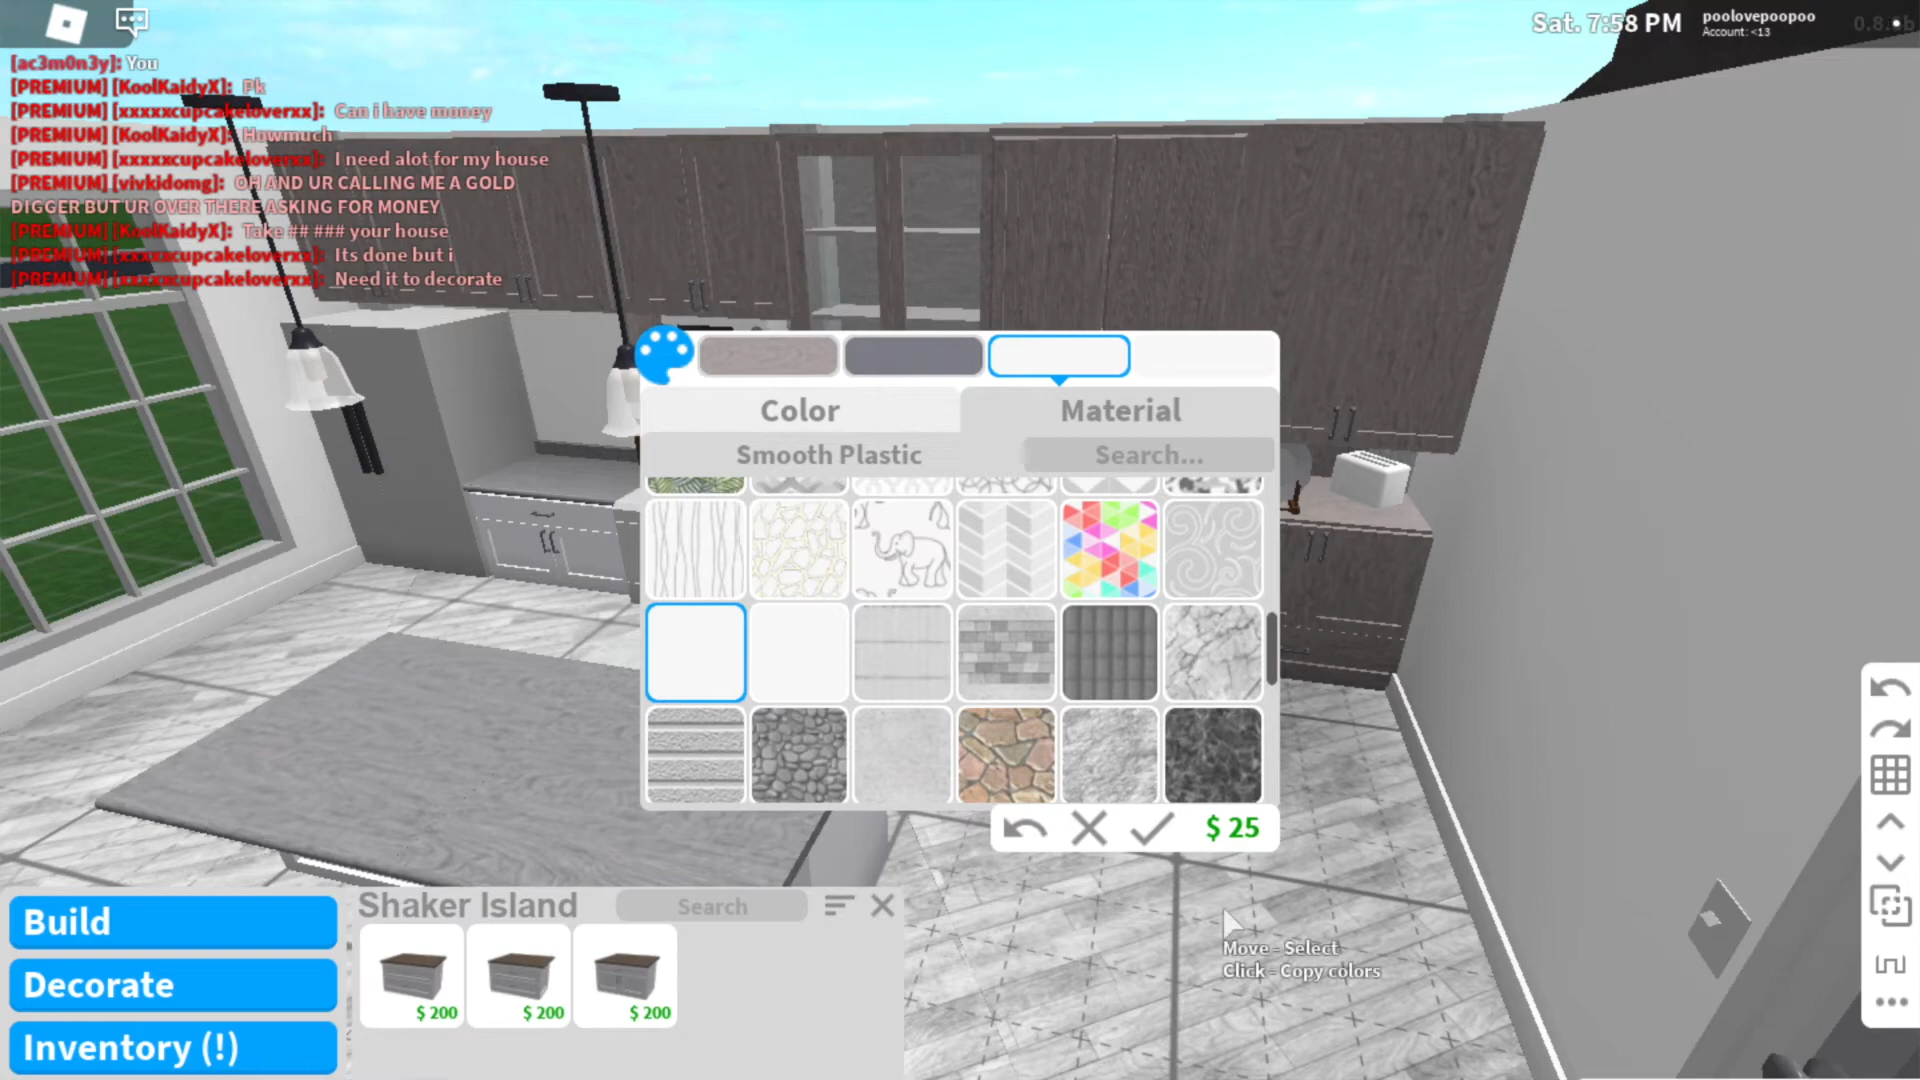 Sat. 7:58 PM
poolovepoopoo
Account: <13
[ac3m0n3y]: You
[PREMIUM] [KoolKaidyX]: Pk
[PREMIUM] [xxxxxcupcakeloverxx]: Can i have money
[PREMIUM] [KoolKaidyX]: Howmuch
[PREMIUM] [xxxxxcupcakeloverxx]: I need alot for my house
[PREMIUM] [vivkidomg]: OH AND UR CALLING ME A GOLD
DIGGER BUT UR OVER THERE ASKING FOR MONEY
[PREMIUM] [KoolKaidyX]: Take ## ### your house
[PREMIUM] [xxxxxcupcakeloverxx]: Its done but i
[PREMIUM] [xxxxxcupcakeloverxx]: Need it to decorate
Color
Material
Smooth Plastic
Search...
$ 25
Build
Decorate
Inventory (!)
Shaker Island
Search
$ 200
$ 200
$ 200
Move - Select
Click - Copy colors